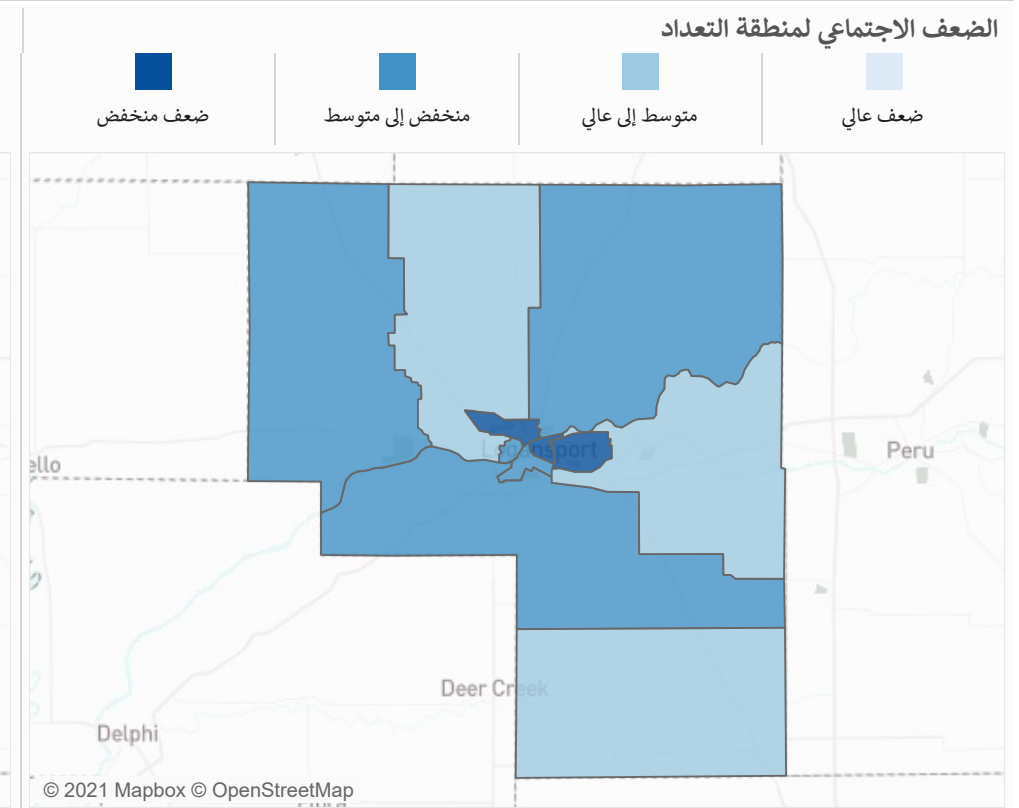 الضعف الاجتماعي لمنطقة التعداد
ضعف عالي
متوسط إلى عالي
منخفض إلى متوسط
ضعف منخفض
Logansport
ello
Peru
Deer Creek
Delphi
© 2021 Mapbox © OpenStreetMap